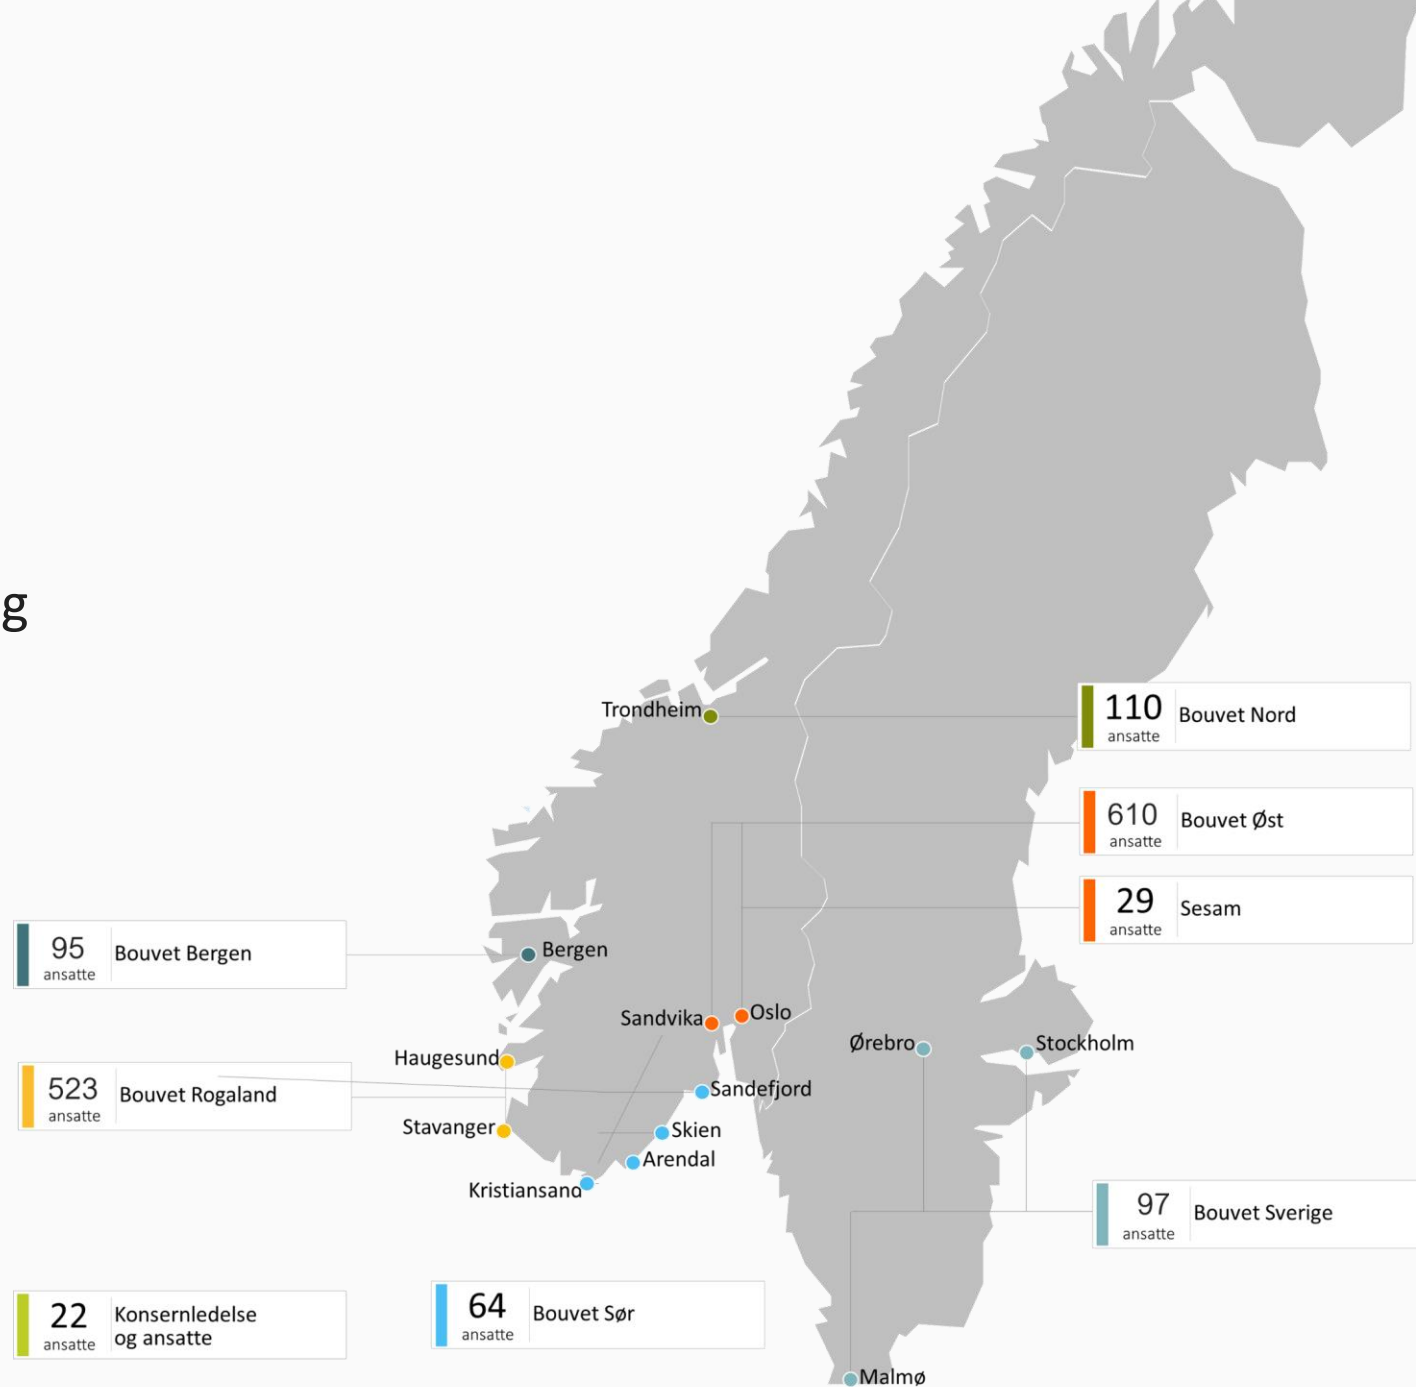 g
Trondheim
110
ansatte
Bouvet Nord
610
ansatte
Bouvet Øst
29
ansatte
Sesam
95
ansatte
Bouvet Bergen
Bergen
Sandvika
Oslo
Ørebro
Stockholm
Haugesund
523
ansatte
Bouvet Rogaland
Sandefjord
Stavanger
Skien
Arendal
Kristiansand
97
ansatte
Bouvet Sverige
22
ansatte
Konsernledelse
og ansatte
64
ansatte
Bouvet Sør
Malmø